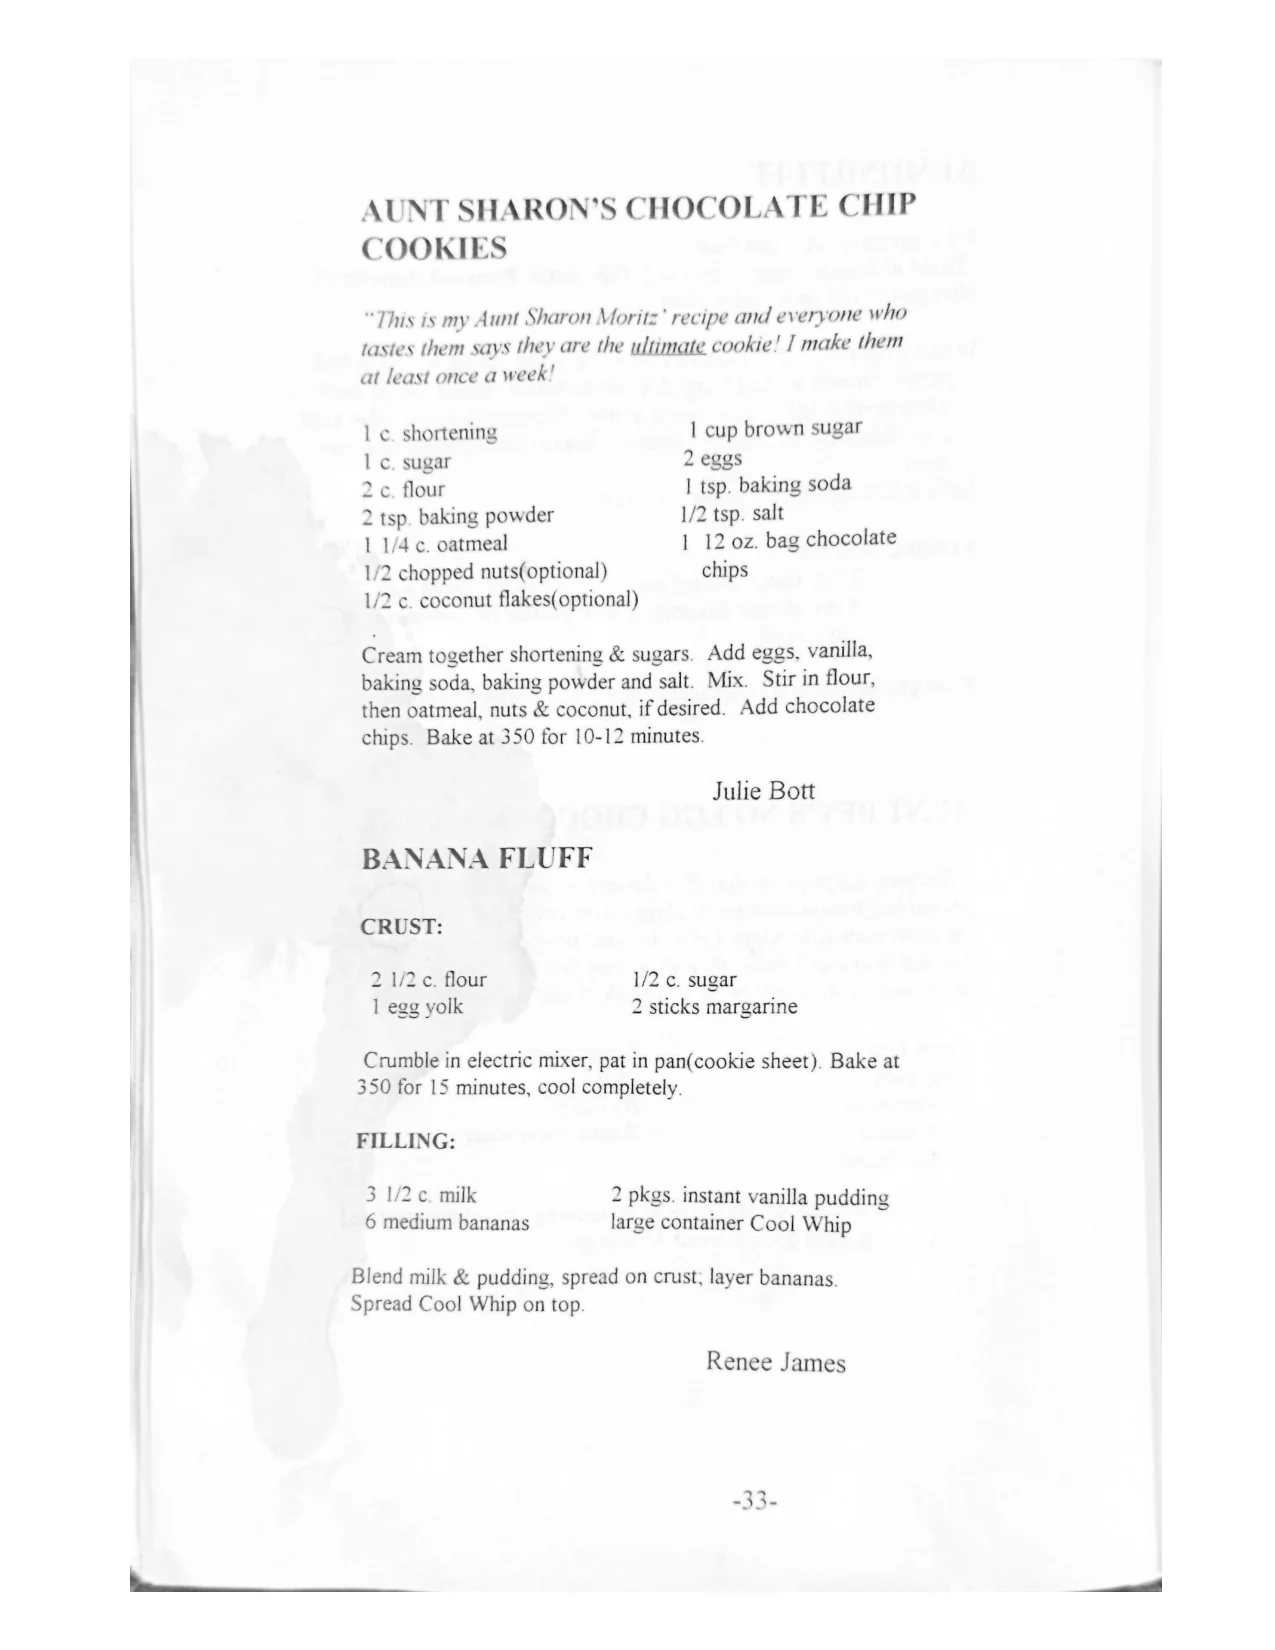 AUNT SHARON'S CHOCOLATE CHIP
COOKIES
"This is my Aunt Sharon Moritz' recipe and everyone who
tastes them says they are the ultimate cookie! I make them
at least once a week!
1 c. shortening 1 cup brown sugar
1 c. sugar 2 eggs
2 c. flour 1 tsp. baking soda
2 tsp. baking powder 1/2 tsp. salt
1 1/4 c. oatmeal 1 12 oz. bag chocolate
1/2 chopped nuts(optional) chips
1/2 c. coconut flakes(optional)
Cream together shortening & sugars. Add eggs, vanilla,
baking soda, baking powder and salt. Mix. Stir in flour,
then oatmeal, nuts & coconut, if desired. Add chocolate
chips. Bake at 350 for 10-12 minutes.
Julie Bott
BANANA FLUFF
CRUST:
2 1/2 c. flour 1/2 c. sugar
1 egg yolk 2 sticks margarine
Crumble in electric mixer, pat in pan(cookie sheet). Bake at
350 for 15 minutes, cool completely.
FILLING:
3 1/2 c. milk 2 pkgs. instant vanilla pudding
6 medium bananas large container Cool Whip
Blend milk & pudding, spread on crust; layer bananas.
Spread Cool Whip on top.
Renee James
-33-